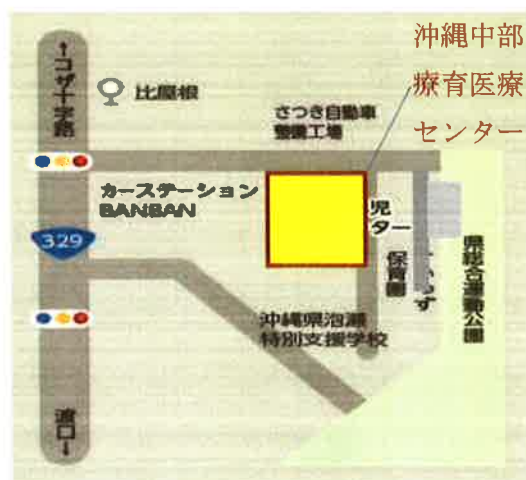 沖縄中部
療育医療
センター
↑コザ十字路
比屋根
さつき自動車
整備工場
カーステーション
BANBAN
329
児
ター
保育園
県総合運動公園
沖縄県泡瀬
特別支援学校
渡口↓